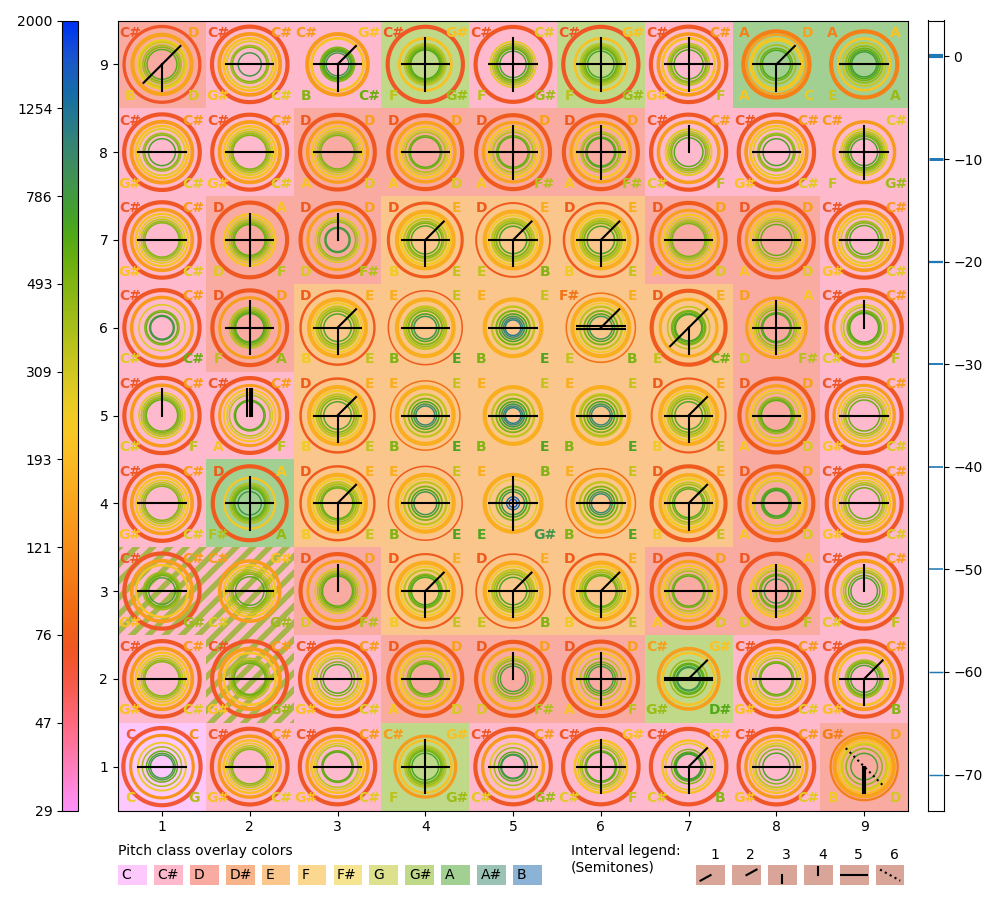 2000
1254
786
493
309
193
121
76
47
29
9
C# D C# C# C# G# C# G# C# C# C# G# C# C# A D A A
D G# C# B C# F G# F G# F G# C# F E A
8
C# C# C# C# D D D D D D D D C# C# C# C# C# C#
G# C# G# C# A D A D A F# A F# C# F G# C# F G#
7
C# C# D A D D D E D E D E D D D D C# C#
G# C# D F D F# B E E B B E A D A D G# C#
6
C# C# D D D E E E E E F# E D E D A C# C#
C# C# F A B E B E B E E B E C# D F# C# F
5
C# C# C# C# D E E E E E E E D E D D C# C#
C# F A F B E B E B E B E B E A D G# C#
4
C# C# D A D E E E E B E E D E D D C# C#
G# C# F# A B E B E E G# B E B E A D G# C#
3
C# G# C# G# D D D E D E D E D D D D C# C#
G# G# C# G# D F# B E E B B E A D D F C# F
2
C# C# C# G# C# C# D D D D D D C# G# C# C# C# C#
G# C# G# G# G# C# A D D F# A F G# D# G# C# G# B
1
C C C# C# C# C# C# G# C# C# C# G# C# G# C# C# G# D
C G G# C# G# C# F G# C# G# C# F C# B G# C# D
1 2 3 4 5 6 7 8 9
0
−10
−20
−30
−40
−50
−60
−70
Pitch class overlay colors
C C# D D# E F F# G G# A A# B
Interval legend:
(Semitones)
1 2 3 4 5 6